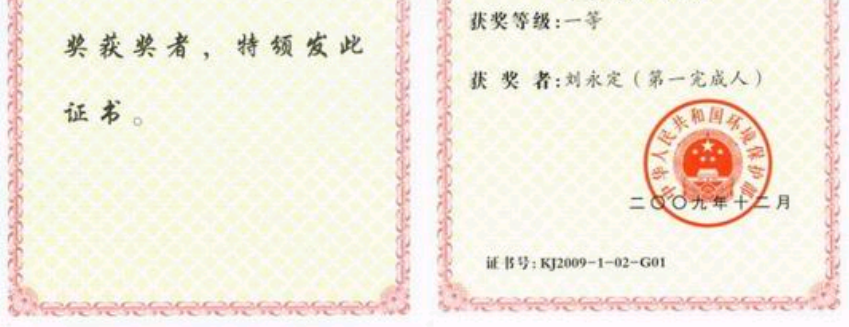 奖获奖者，特颁发此
证书。
获奖等级:一等
获 奖 者:刘永定(第一完成人)
中华人民共和国环境保护部
二〇〇九年十二月
证书号:KJ2009-1-02-G01